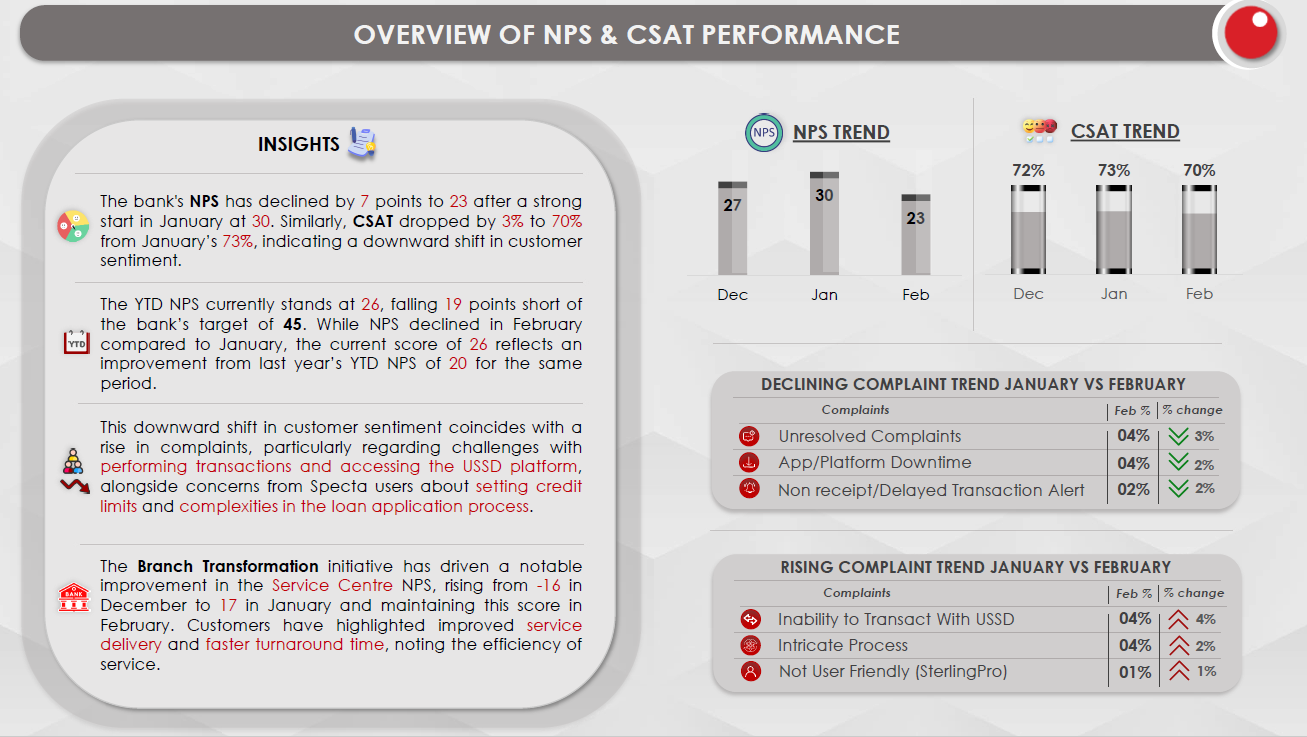 OVERVIEW OF NPS & CSAT PERFORMANCE
INSIGHTS
The bank's NPS has declined by 7 points to 23 after a strong
start in January at 30. Similarly, CSAT dropped by 3% to 70%
from January's 73%, indicating a downward shift in customer
sentiment.
YTD
The YTD NPS currently stands at 26, falling 19 points short of
the bank's target of 45. While NPS declined in February
compared to January, the current score of 26 reflects an
improvement from last year's YTD NPS of 20 for the same
period.
This downward shift in customer sentiment coincides with a
rise in complaints, particularly regarding challenges with
performing transactions and accessing the USSD platform,
alongside concerns from Specta users about setting credit
limits and complexities in the loan application process.
BANK
The Branch Transformation initiative has driven a notable
improvement in the Service Centre NPS, rising from -16 in
December to 17 in January and maintaining this score in
February. Customers have highlighted improved service
delivery and faster turnaround time, noting the efficiency of
service.
NPS
NPS TREND
27
30
23
Dec Jan Feb
CSAT TREND
72% 73% 70%
Dec Jan Feb
DECLINING COMPLAINT TREND JANUARY VS FEBRUARY
Complaints Feb % % change
Unresolved Complaints 04% 3%
App/Platform Downtime 04% 2%
Non receipt/Delayed Transaction Alert 02% 2%
RISING COMPLAINT TREND JANUARY VS FEBRUARY
Complaints Feb % % change
Inability to Transact With USSD 04% 4%
Intricate Process 04% 2%
Not User Friendly (SterlingPro) 01% 1%